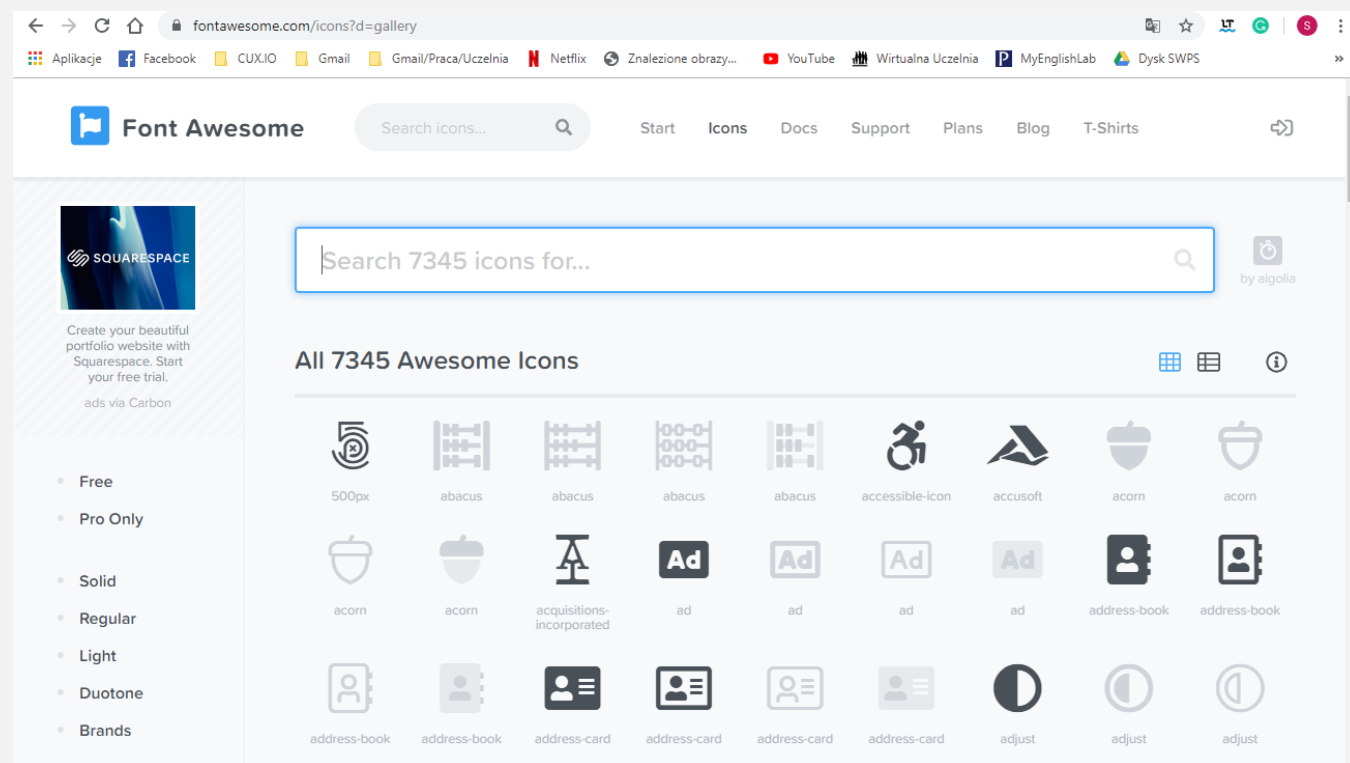 fontawesome.com/icons?d=gallery
S
Aplikacje Facebook CUX.IO Gmail Gmail/Praca/Uczelnia Netflix Znalezione obrazy... YouTube Wirtualna Uczelnia MyEnglishLab Dysk SWPS »
Font Awesome Search icons... Start Icons Docs Support Plans Blog T-Shirts
SQUARESPACE
Create your beautiful
portfolio website with
Squarespace. Start
your free trial.
ads via Carbon
Free
Pro Only
Solid
Regular
Light
Duotone
Brands
Search 7345 icons for...
by algolia
All 7345 Awesome Icons
500px abacus abacus abacus abacus accessible-icon accusoft acorn acorn
Ad Ad Ad Ad
acorn acorn acquisitions-incorporated ad ad ad ad address-book address-book
address-book address-book address-card address-card address-card address-card adjust adjust adjust